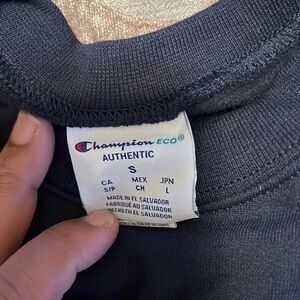 Champion ECO®
AUTHENTIC
S
CA MEX JPN
S/P CH L
MADE IN EL SALVADOR
FABRIQUÉ AU SALVADOR
HECHO EN EL SALVADOR